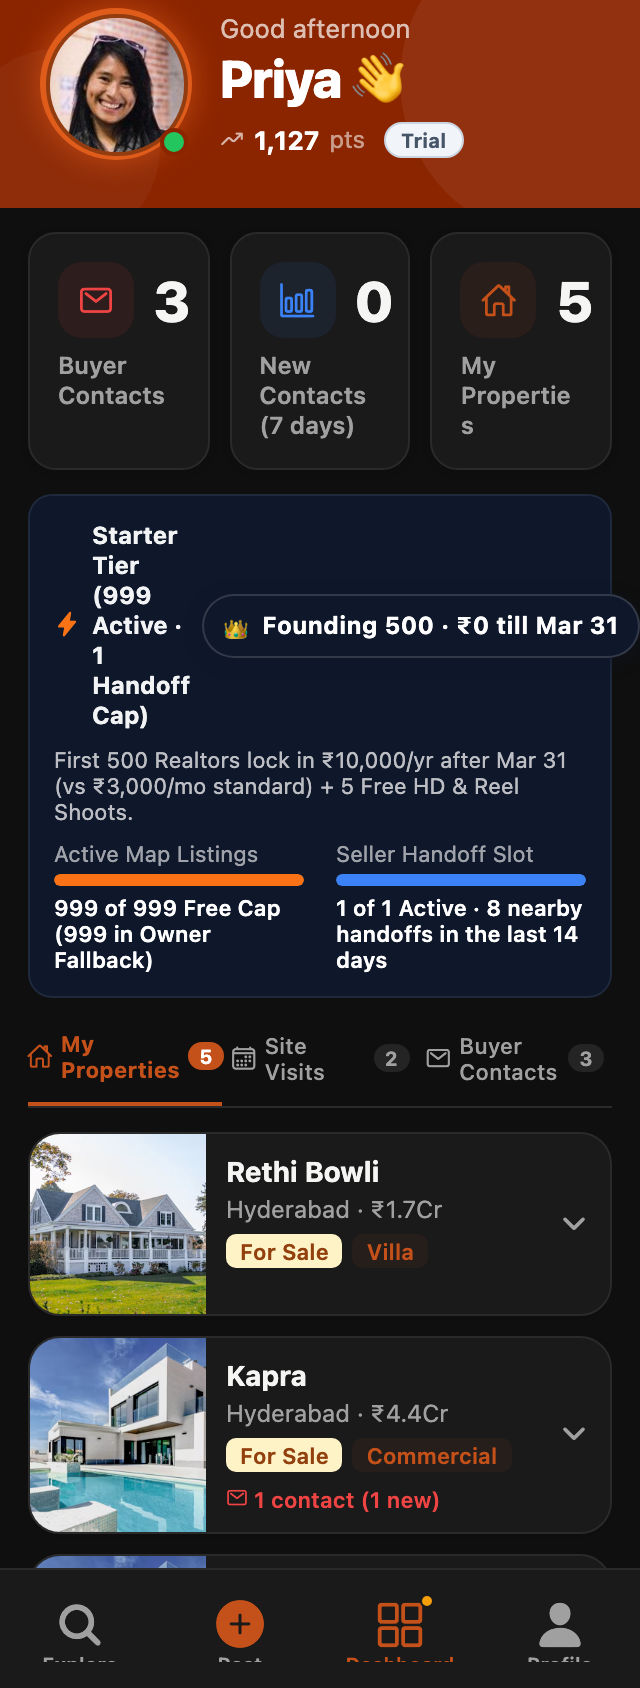 Good afternoon
Priya 👋
1,127 pts Trial
3
Buyer
Contacts
0
New
Contacts
(7 days)
5
My
Propertie
s
Starter
Tier
(999
Active ·
1
Handoff
Cap)
👑 Founding 500 · ₹0 till Mar 31
First 500 Realtors lock in ₹10,000/yr after Mar 31
(vs ₹3,000/mo standard) + 5 Free HD & Reel
Shoots.
Active Map Listings
999 of 999 Free Cap
(999 in Owner
Fallback)
Seller Handoff Slot
1 of 1 Active · 8 nearby
handoffs in the last 14
days
My
Properties
5
Site
Visits
2
Buyer
Contacts
3
Rethi Bowli
Hyderabad · ₹1.7Cr
For Sale Villa
Kapra
Hyderabad · ₹4.4Cr
For Sale Commercial
1 contact (1 new)
Explore Post Dashboard Profile